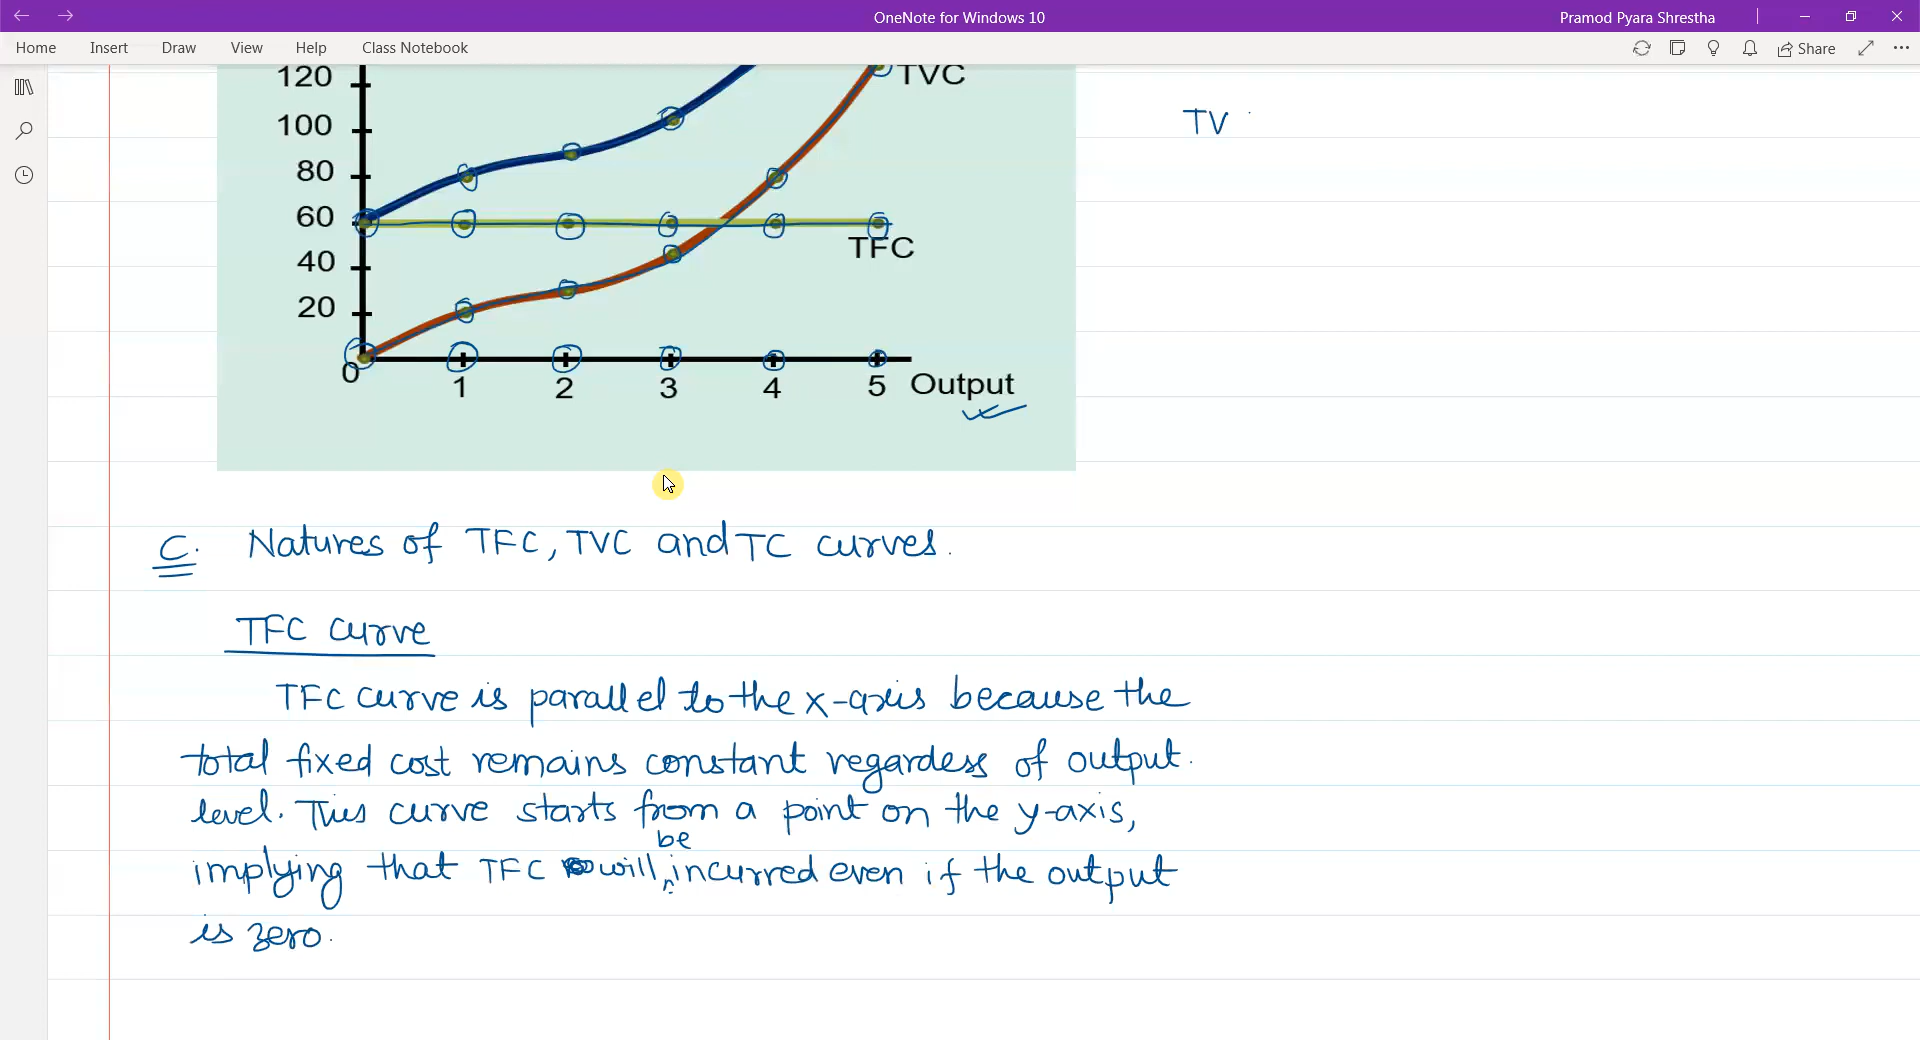 OneNote for Windows 10
Pramod Pyara Shrestha
Home Insert Draw View Help Class Notebook
Share
120
TVC
TV
100
80
60
TFC
40
20
0
1 2 3 4 5 Output
C. Natures of TFC, TVC and TC curves.
TFC curve
TFC curve is parallel to the x-axis because the
total fixed cost remains constant regardess of output
level. This curve starts from a point on the y-axis,
be
implying that TFC will incurred even if the output
is zero.